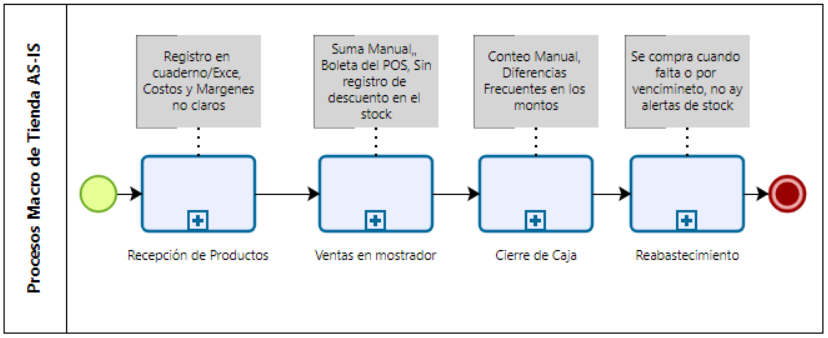 Procesos Macro de Tienda AS-IS
Registro en
cuaderno/Exce,
Costos y Margenes
no claros
Suma Manual,,
Boleta del POS, Sin
registro de
descuento en el
stock
Conteo Manual,
Diferencias
Frecuentes en los
montos
Se compra cuando
falta o por
vencimineto, no ay
alertas de stock
Recepción de Productos
Ventas en mostrador
Cierre de Caja
Reabastecimiento